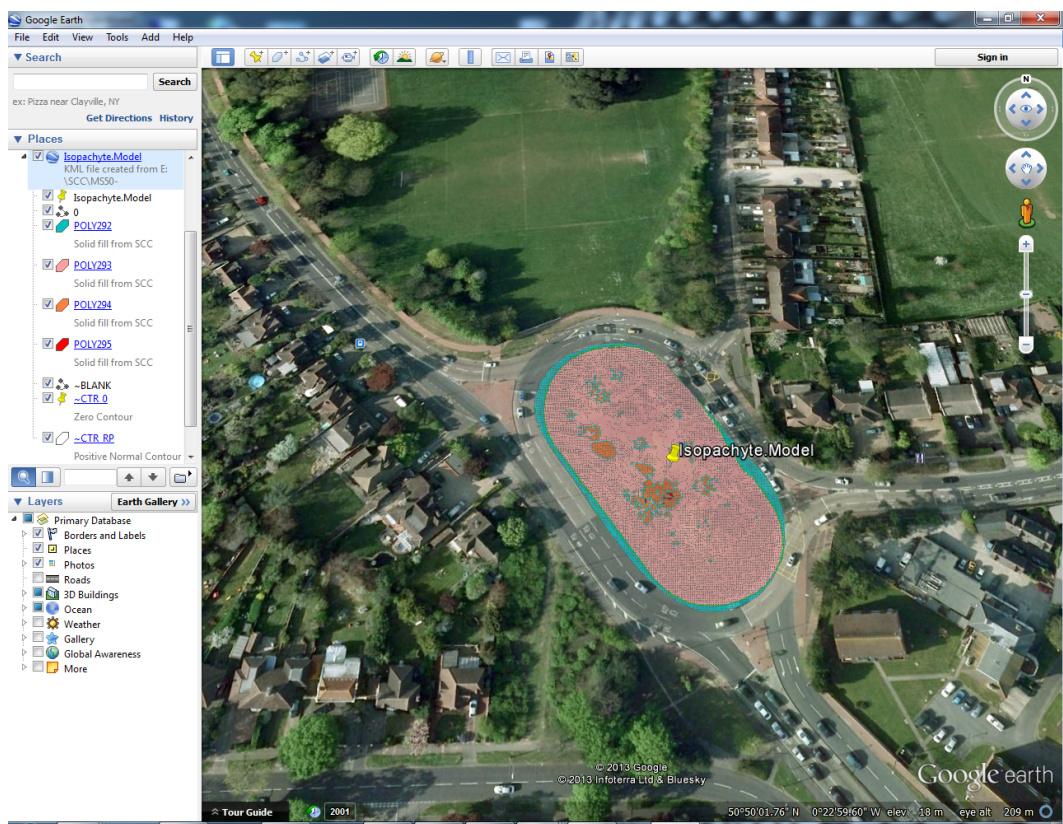 Google Earth
File Edit View Tools Add Help
Search
Sign in
Search
ex: Pizza near Clayville, NY
Get Directions History
Places
Isopachyte.Model
KML file created from E:
\SCC\MS50-
Isopachyte.Model
0
POLY292
Solid fill from SCC
POLY293
Solid fill from SCC
POLY294
Solid fill from SCC
POLY295
Solid fill from SCC
~BLANK
~CTR 0
Zero Contour
~CTR RP
Positive Normal Contour
Layers Earth Gallery >>
Primary Database
Borders and Labels
Places
Photos
Roads
3D Buildings
Ocean
Weather
Gallery
Global Awareness
More
N
Isopachyte.Model
© 2013 Google
© 2013 Infoterra Ltd & Bluesky
Google earth
Tour Guide 2001 50°50'01.76" N 0°22'59.60" W elev 18 m eye alt 209 m